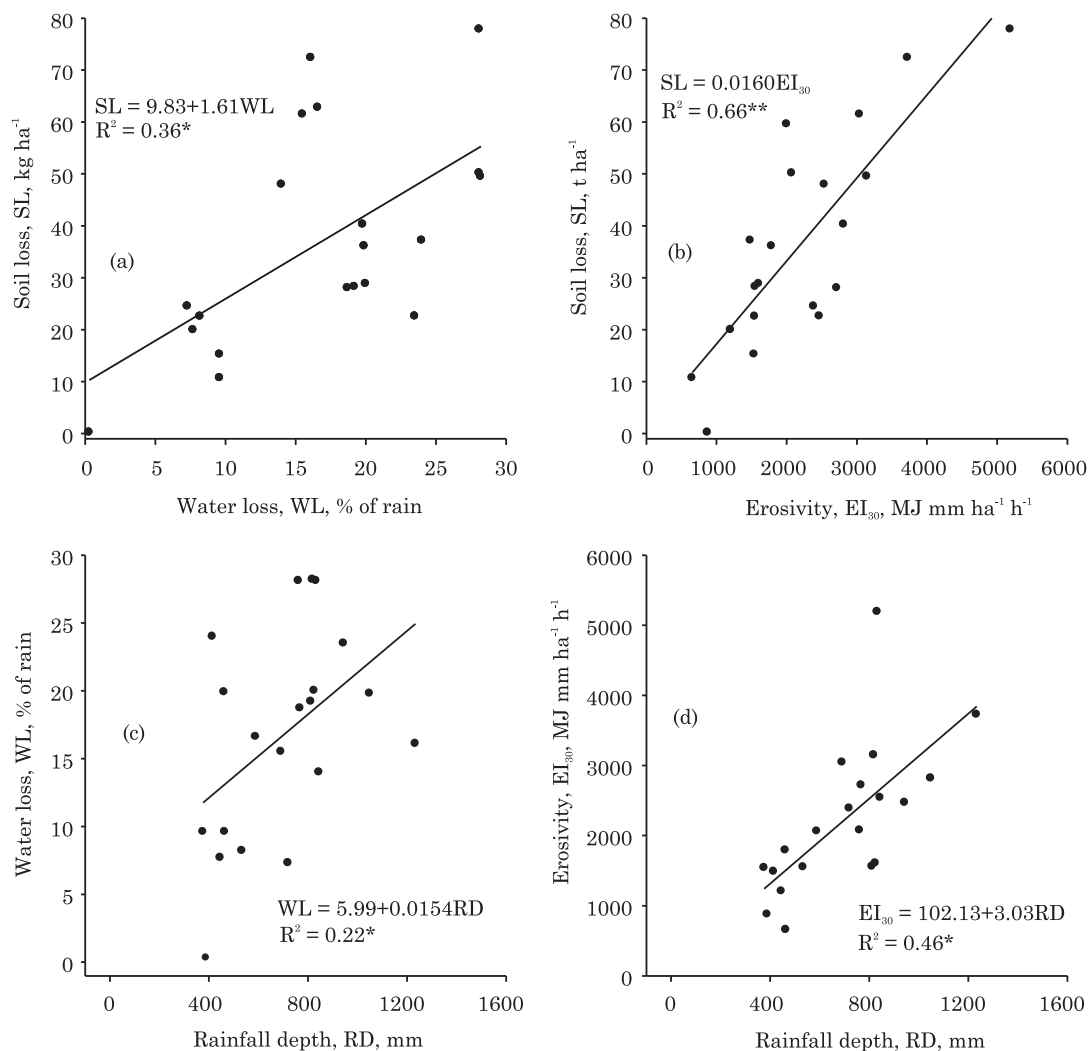 80
70
60
50
40
30
20
10
0
Soil loss, SL, kg ha⁻¹
SL = 9.83+1.61WL
R² = 0.36*
(a)
0 5 10 15 20 25 30
Water loss, WL, % of rain
80
70
60
50
40
30
20
10
0
Soil loss, SL, t ha⁻¹
SL = 0.0160EI₃₀
R² = 0.66**
(b)
0 1000 2000 3000 4000 5000 6000
Erosivity, EI₃₀, MJ mm ha⁻¹ h⁻¹
30
25
20
15
10
5
0
Water loss, WL, % of rain
(c)
WL = 5.99+0.0154RD
R² = 0.22*
0 400 800 1200 1600
Rainfall depth, RD, mm
6000
5000
4000
3000
2000
1000
0
Erosivity, EI₃₀, MJ mm ha⁻¹ h⁻¹
(d)
EI₃₀ = 102.13+3.03RD
R² = 0.46*
0 400 800 1200 1600
Rainfall depth, RD, mm